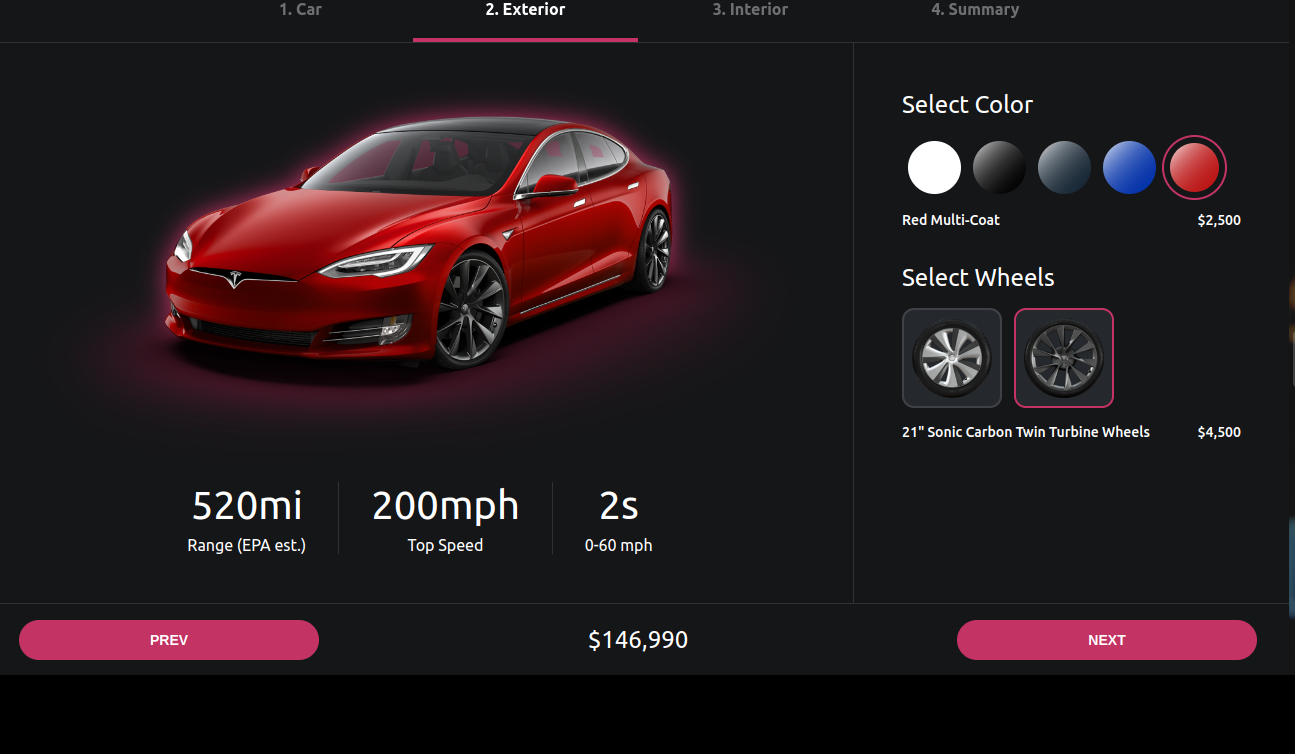 1. Car
2. Exterior
3. Interior
4. Summary
Select Color
Red Multi-Coat
$2,500
Select Wheels
21" Sonic Carbon Twin Turbine Wheels
$4,500
520mi
200mph
2s
Range (EPA est.)
Top Speed
0-60 mph
PREV
$146,990
NEXT